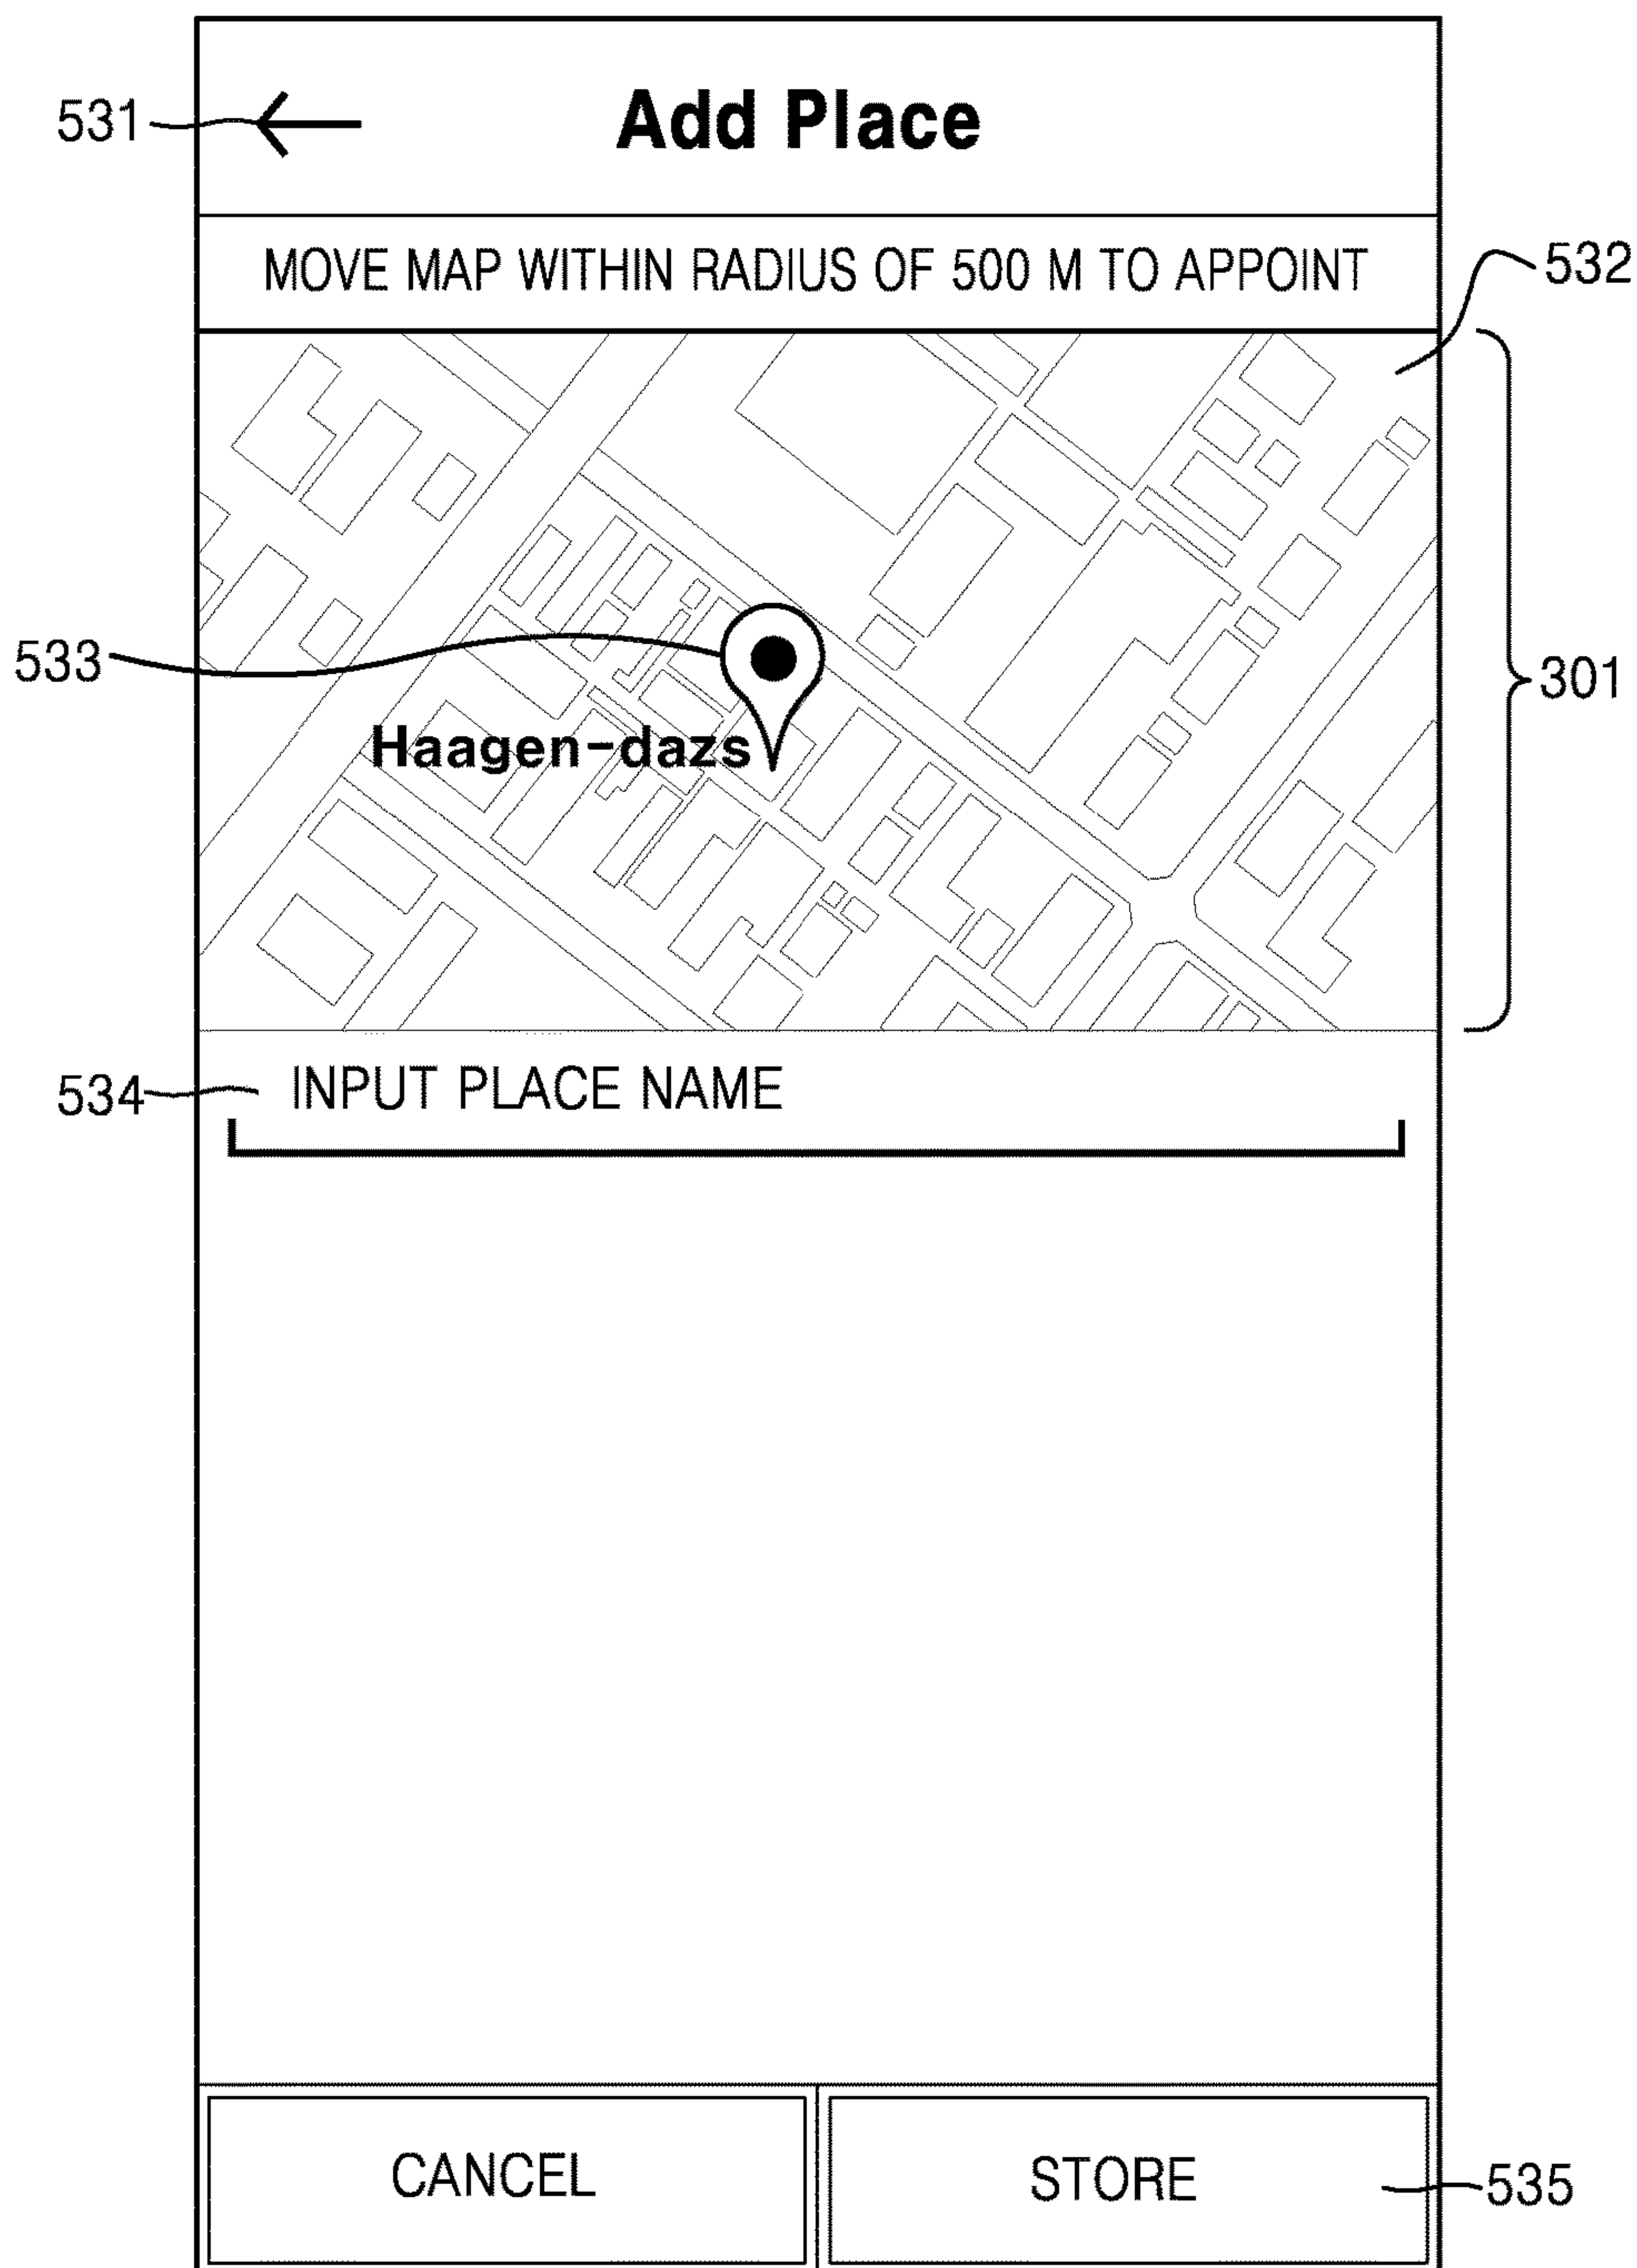 531
Add Place
MOVE MAP WITHIN RADIUS OF 500 M TO APPOINT
532
533
301
Haagen-dazs
534
INPUT PLACE NAME
CANCEL
STORE
535